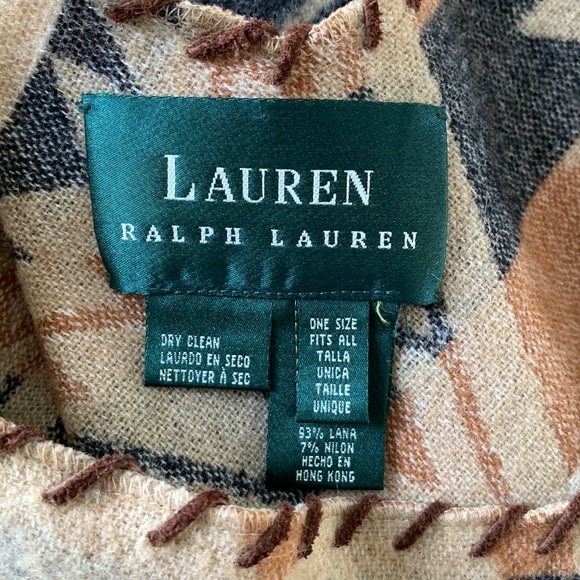 LAUREN
RALPH LAUREN
DRY CLEAN
LAVADO EN SECO
NETTOYER À SEC
ONE SIZE
FITS ALL
TALLA
UNICA
TAILLE
UNIQUE
93% LANA
7% NILON
HECHO EN
HONG KONG